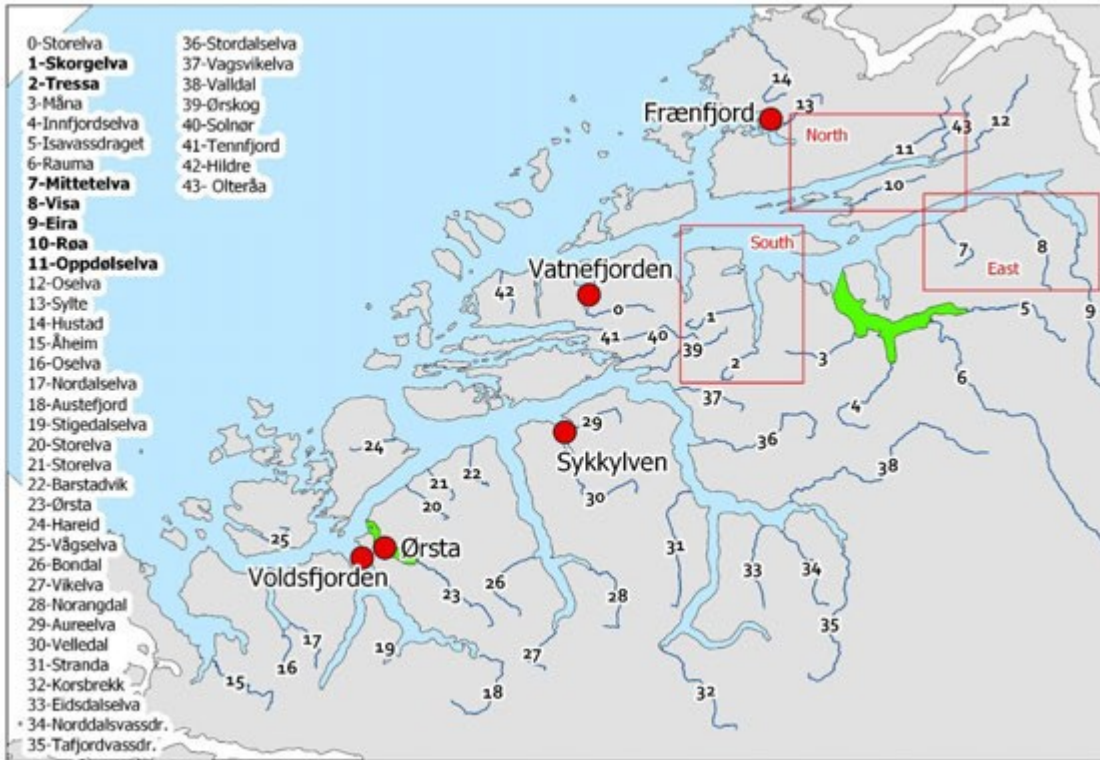 0-Storelva
1-Skorgelva
2-Tressa
3-Måna
4-Innfjordselva
5-Isavassdraget
6-Rauma
7-Mittetelva
8-Visa
9-Eira
10-Røa
11-Oppdølselva
12-Oselva
13-Sylte
14-Hustad
15-Åheim
16-Oselva
17-Nordalselva
18-Austefjord
19-Stigedalselva
20-Storelva
21-Storelva
22-Barstadvik
23-Ørsta
24-Hareid
25-Vågselva
26-Bondal
27-Vikelva
28-Norangdal
29-Aureelva
30-Velledal
31-Stranda
32-Korsbrekk
33-Eidsdalselva
34-Norddalsvassdr.
35-Tafjordvassdr.
36-Stordalselva
37-Vagsvikelva
38-Valldal
39-Ørskog
40-Solnør
41-Tennfjord
42-Hildre
43- Olteråa
14
13
Frænfjord
North
43
12
11
10
South
Vatnefjorden
7
8
East
42
0
1
5
9
41
40
39
2
3
6
37
4
29
36
24
Sykkylven
38
22
21
30
20
25
Ørsta
31
Voldsfjorden
26
23
28
33
34
17
35
16
19
27
15
18
32